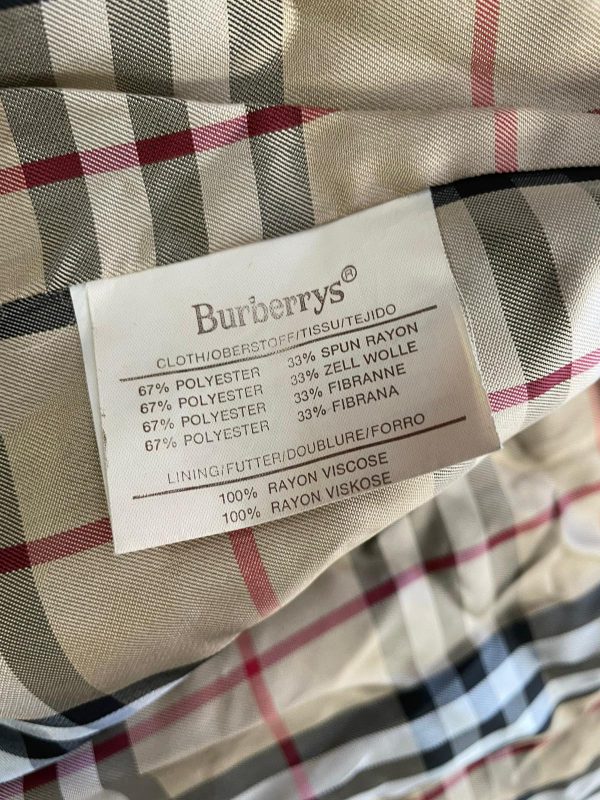 Burberrys®
CLOTH/OBERSTOFF/TISSU/TEJIDO
67% POLYESTER 33% SPUN RAYON
67% POLYESTER 33% ZELL WOLLE
67% POLYESTER 33% FIBRANNE
67% POLYESTER 33% FIBRANA
LINING/FUTTER/DOUBLURE/FORRO
100% RAYON VISCOSE
100% RAYON VISKOSE